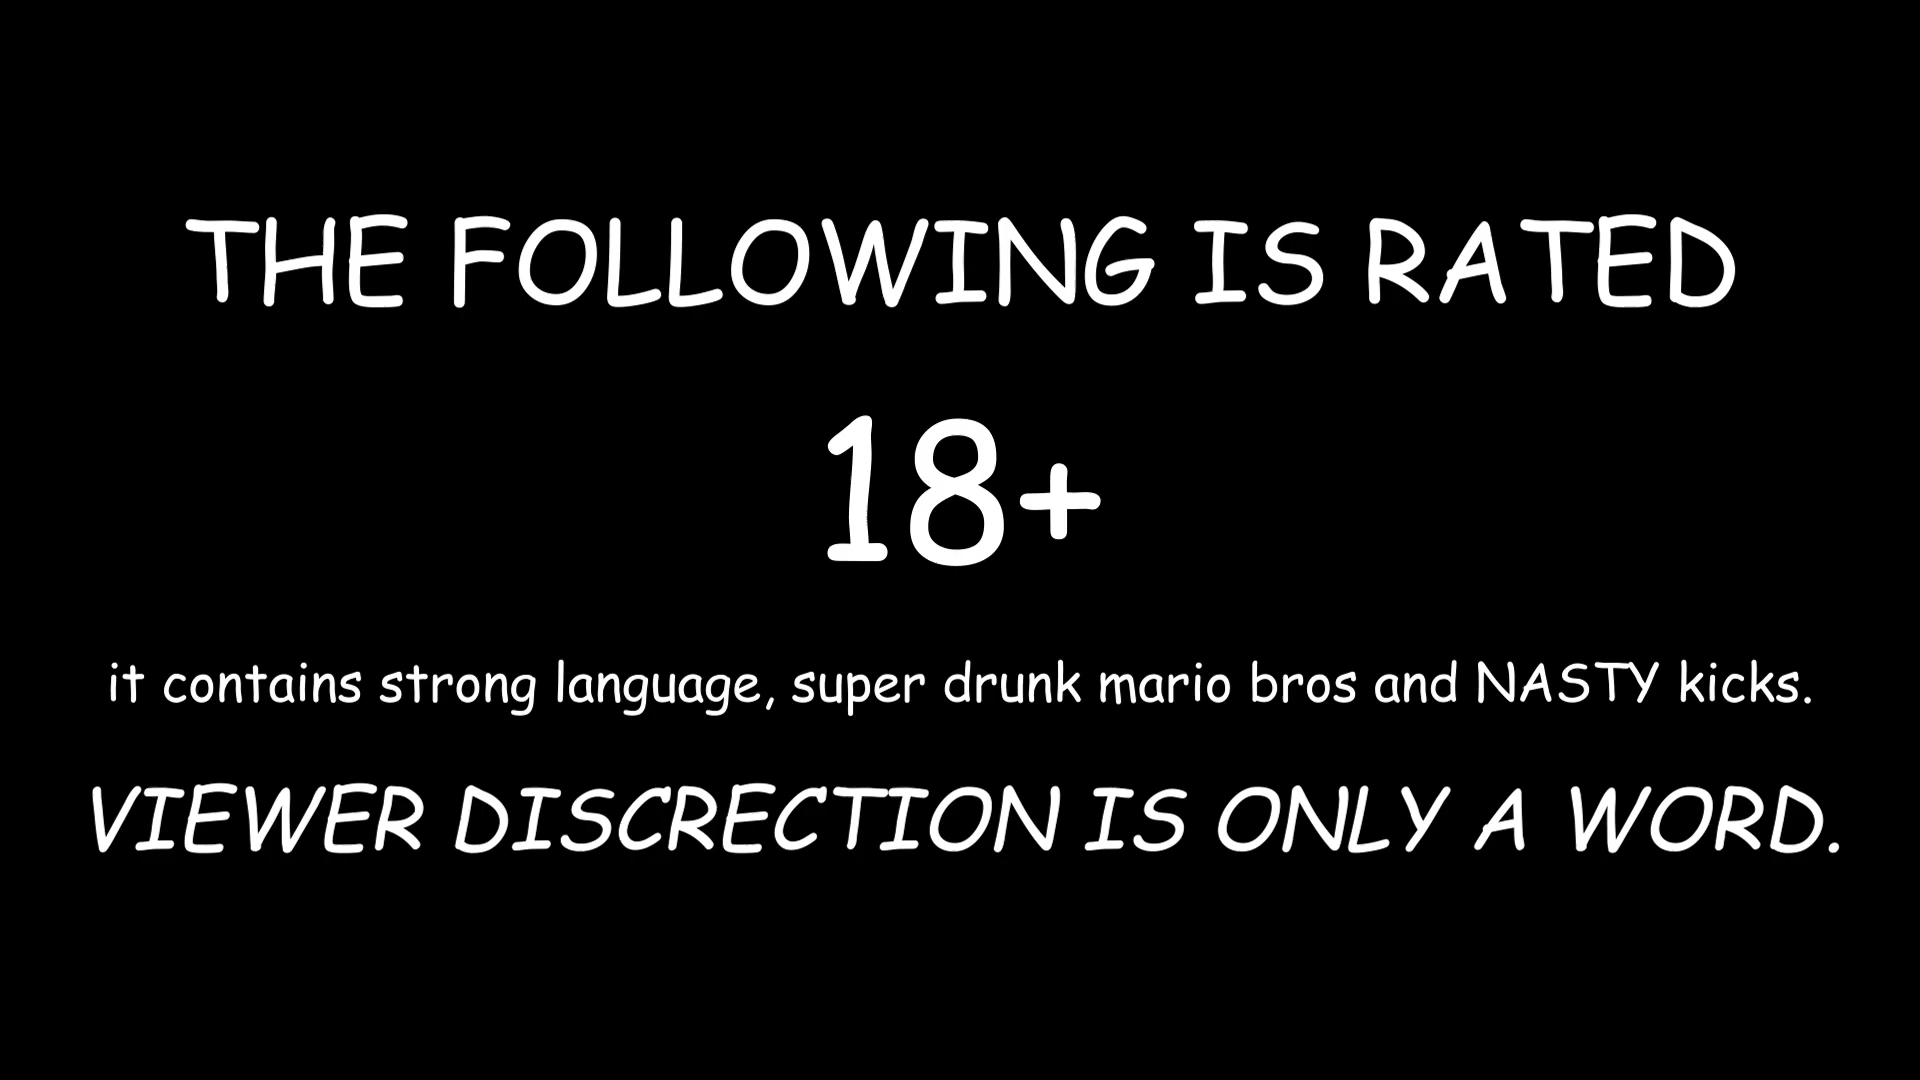 THE FOLLOWING IS RATED
18+
it contains strong language, super drunk mario bros and NASTY kicks.
VIEWER DISCRECTION IS ONLY A WORD.